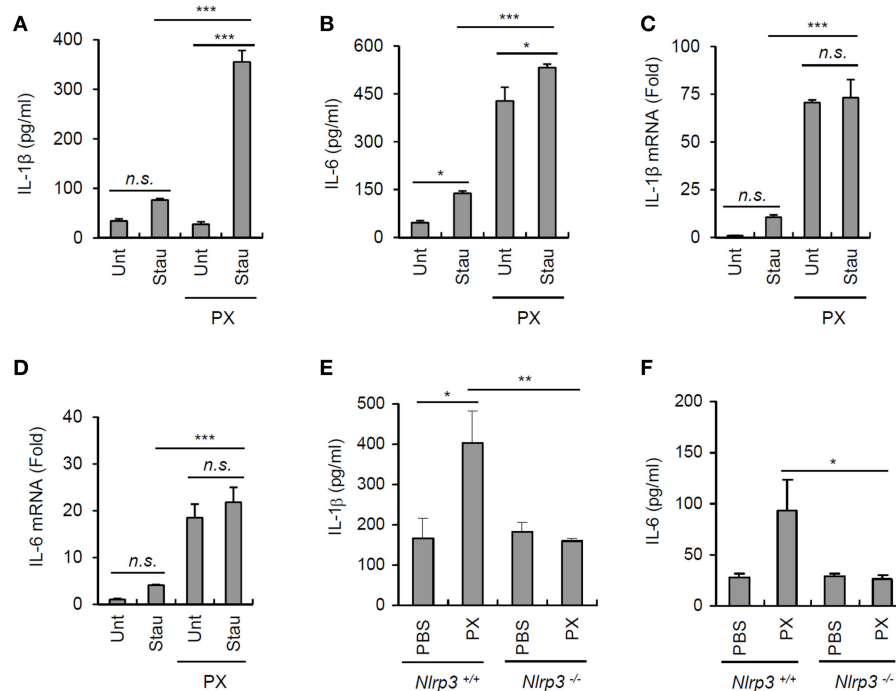 A
IL-1β (pg/ml)
400
300
200
100
0
n.s.
***
***
Unt
Stau
Unt
Stau
PX
B
IL-6 (pg/ml)
600
450
300
150
0
*
***
*
Unt
Stau
Unt
Stau
PX
C
IL-1β mRNA (Fold)
100
75
50
25
0
n.s.
***
n.s.
Unt
Stau
Unt
Stau
PX
D
IL-6 mRNA (Fold)
40
30
20
10
0
n.s.
***
n.s.
Unt
Stau
Unt
Stau
PX
E
IL-1β (pg/ml)
500
400
300
200
100
0
*
**
PBS
PX
PBS
PX
Nlrp3 +/+
Nlrp3 -/-
F
IL-6 (pg/ml)
200
150
100
50
0
*
PBS
PX
PBS
PX
Nlrp3 +/+
Nlrp3 -/-